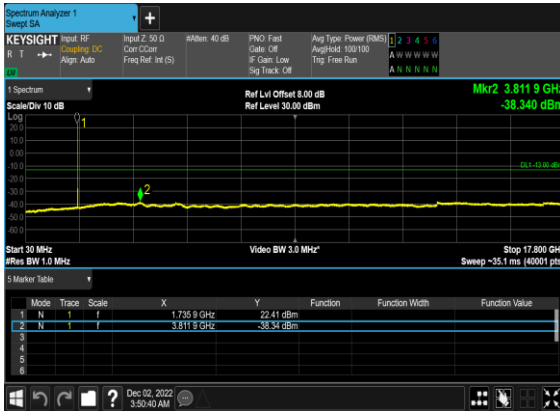 Spectrum Analyzer 1
Swept SA
+
KEYSIGHT Input: RF Input Z: 50 Ω #Atten: 40 dB PNO: Fast Avg Type: Power (RMS) 1 2 3 4 5 6
R T Coupling: DC Corr CCorr Gate: Off Avg|Hold: 100/100 A W W W W W
Align: Auto Freq Ref: Int (S) IF Gain: Low Trig: Free Run
Sig Track: Off A N N N N N
1 Spectrum
Scale/Div 10 dB
Ref Lvl Offset 8.00 dB
Ref Level 30.00 dBm
Mkr2 3.811 9 GHz
-38.340 dBm
Log
1
20.0
10.0
0.00
-10.0
DL1 -13.00 dBm
-20.0
-30.0
2
-40.0
-50.0
-60.0
Start 30 MHz Video BW 3.0 MHz* Stop 17.800 GHz
#Res BW 1.0 MHz Sweep ~35.1 ms (40001 pts)
5 Marker Table
Mode Trace Scale X Y Function Function Width Function Value
1 N 1 f 1.735 9 GHz 22.41 dBm
2 N 1 f 3.811 9 GHz -38.34 dBm
3
4
5
6
?
Dec 02, 2022
3:50:40 AM